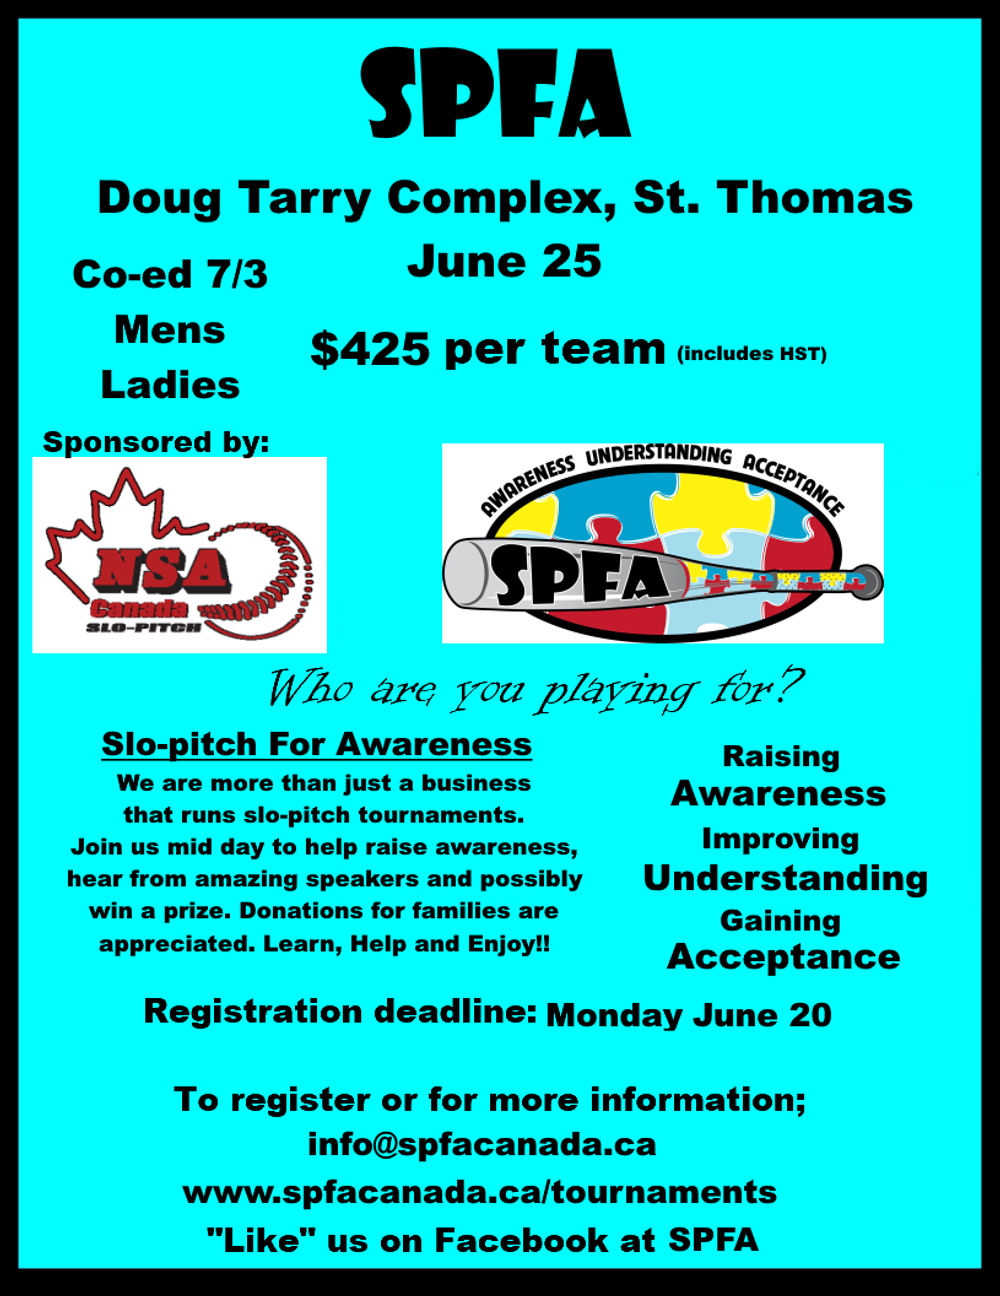 SPFA
Doug Tarry Complex, St. Thomas
June 25
Co-ed 7/3
Mens
Ladies
$425 per team (includes HST)
Sponsored by:
NSA
Canada
SLO-PITCH
AWARENESS UNDERSTANDING ACCEPTANCE
SPFA
Who are you playing for?
Slo-pitch For Awareness
We are more than just a business
that runs slo-pitch tournaments.
Join us mid day to help raise awareness,
hear from amazing speakers and possibly
win a prize. Donations for families are
appreciated. Learn, Help and Enjoy!!
Raising
Awareness
Improving
Understanding
Gaining
Acceptance
Registration deadline: Monday June 20
To register or for more information;
info@spfacanada.ca
www.spfacanada.ca/tournaments
"Like" us on Facebook at SPFA